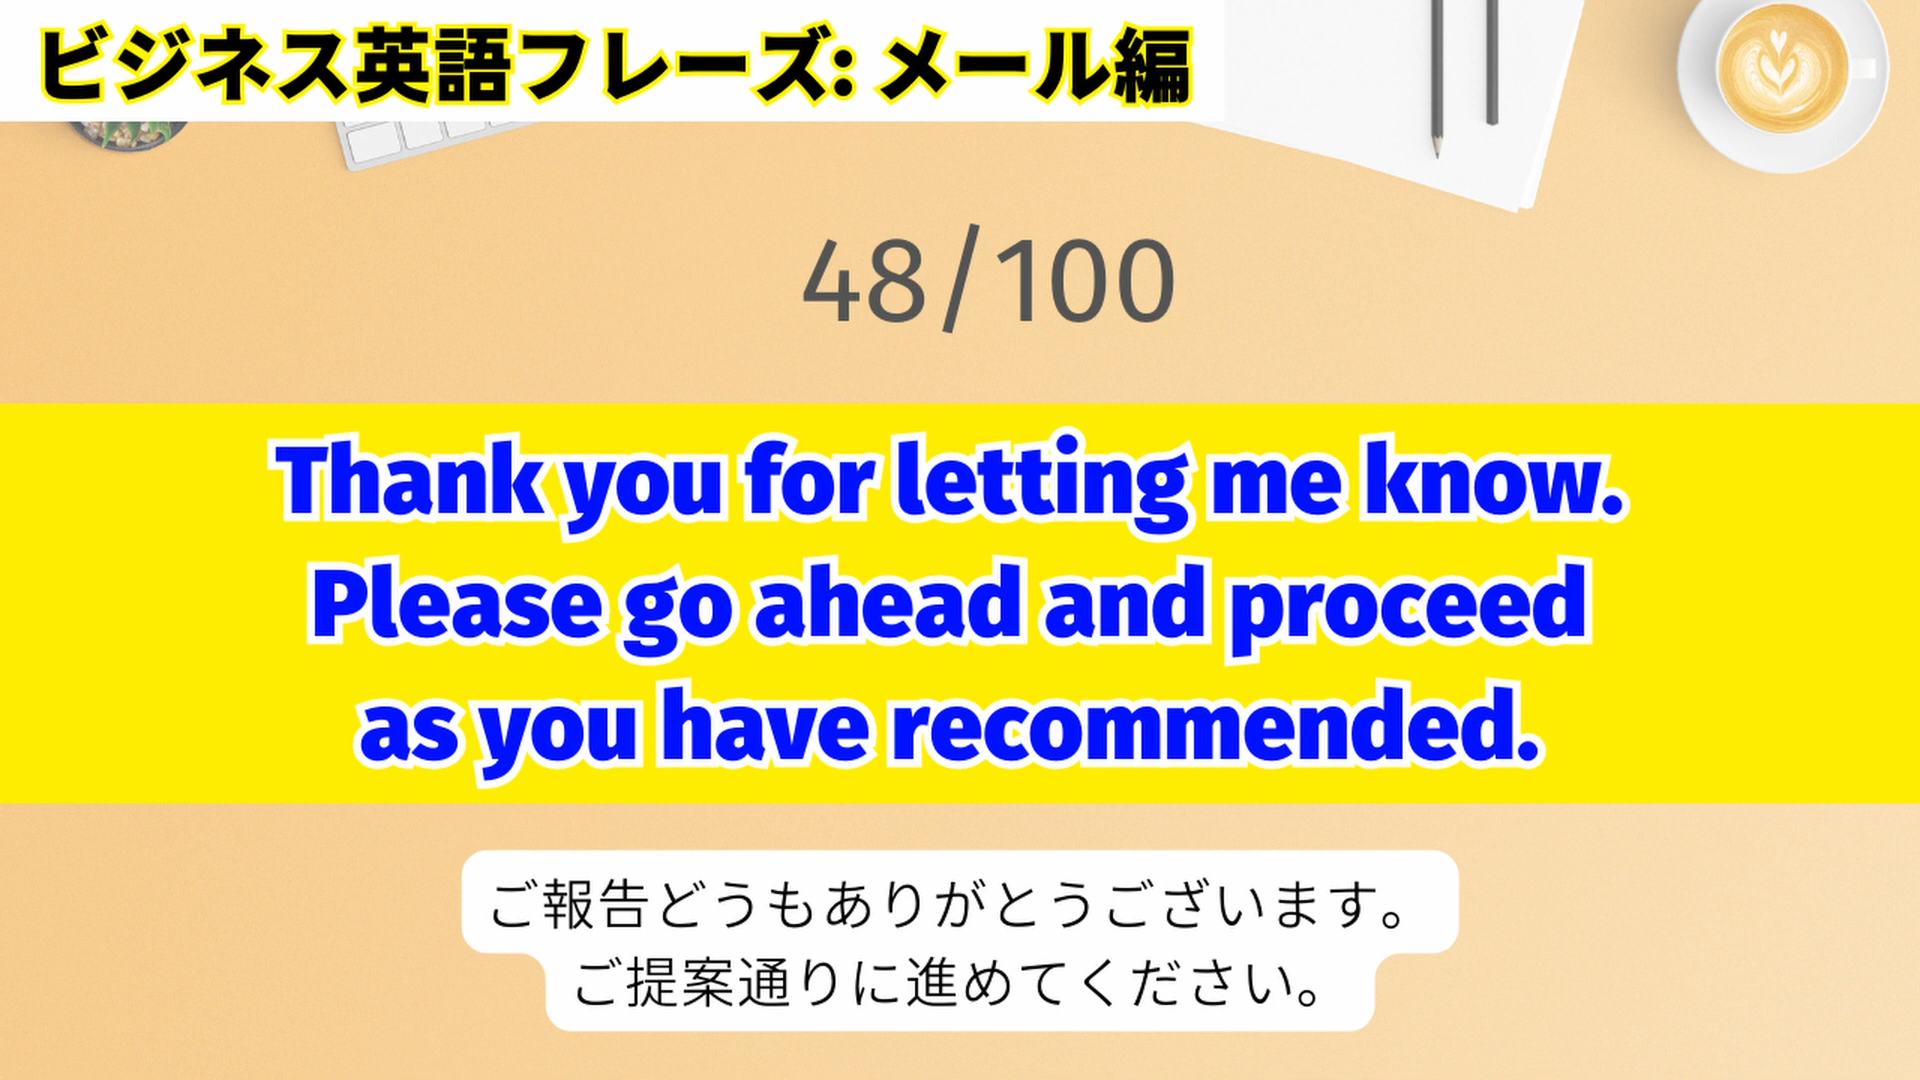 ビジネス英語フレーズ: メール編
48/100
Thank you for letting me know.
Please go ahead and proceed
as you have recommended.
ご報告どうもありがとうございます。
ご提案通りに進めてください。